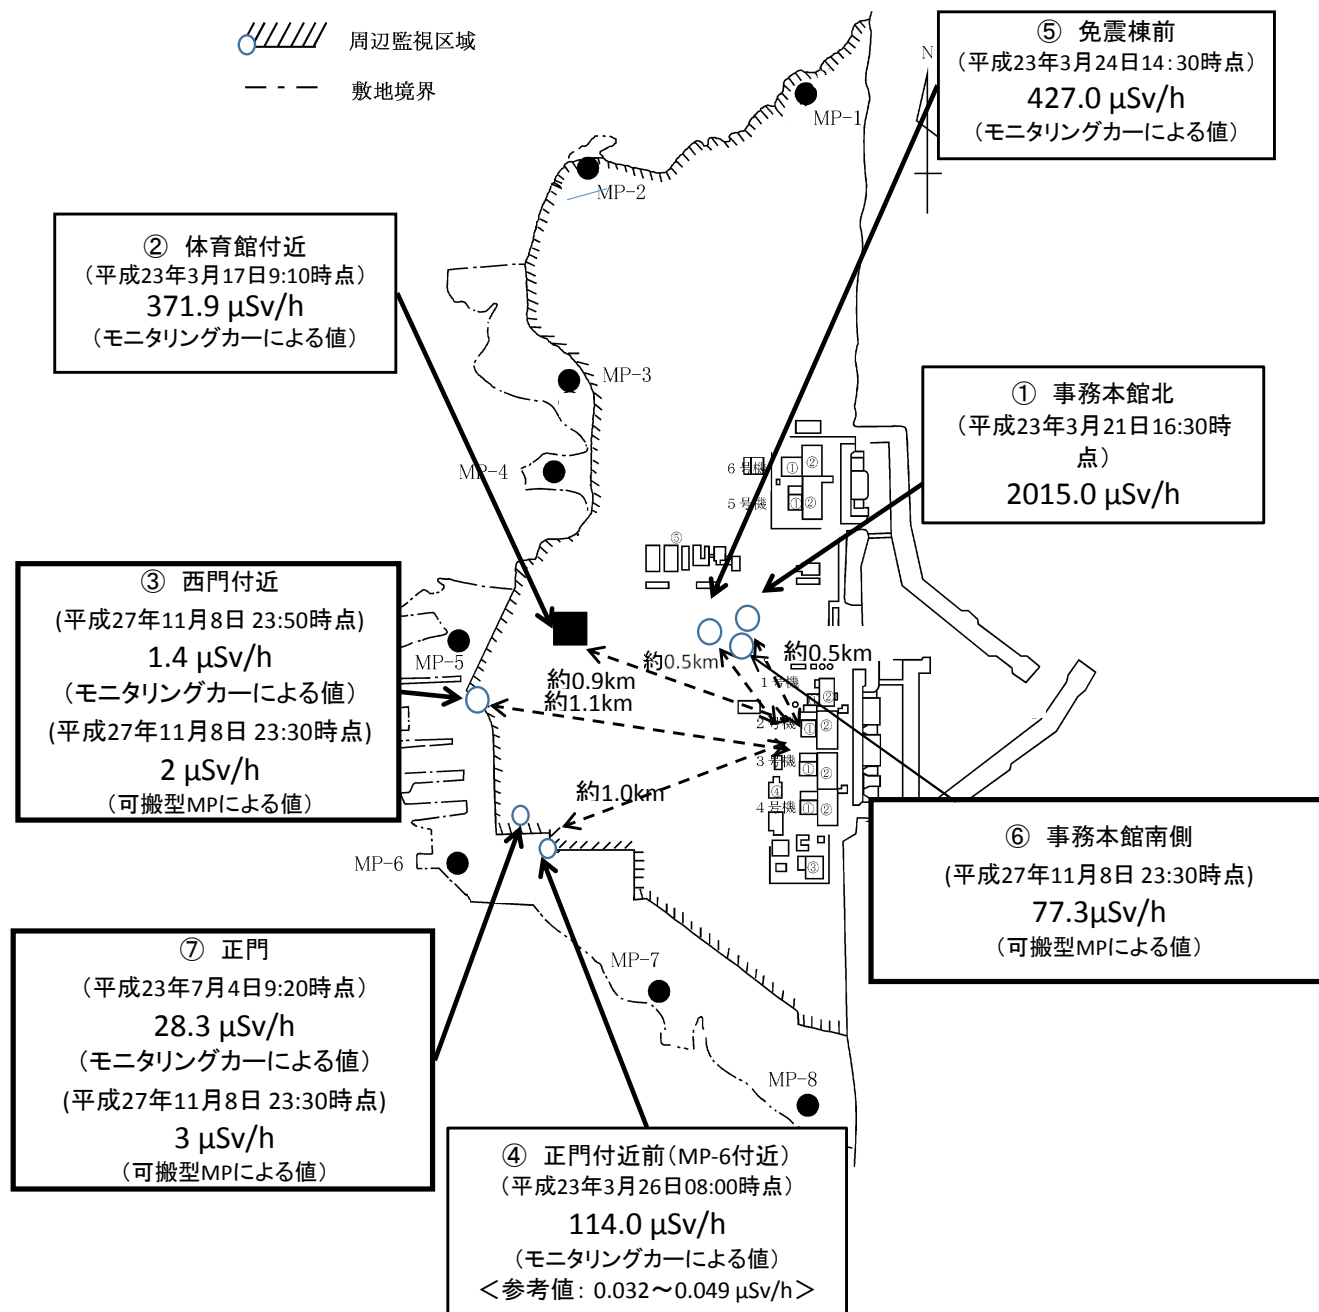 周辺監視区域
敷地境界
⑤ 免震棟前
（平成23年3月24日14：30時点）
427.0 μSv/h
（モニタリングカーによる値）
N
MP-1
MP-2
② 体育館付近
（平成23年3月17日9:10時点）
371.9 μSv/h
（モニタリングカーによる値）
MP-3
① 事務本館北
（平成23年3月21日16:30時
点）
2015.0 μSv/h
MP-4
6号機
①
②
5号機
①
②
⑤
③ 西門付近
(平成27年11月8日 23:50時点)
1.4 μSv/h
（モニタリングカーによる値）
(平成27年11月8日 23:30時点)
2 μSv/h
（可搬型MPによる値）
MP-5
約0.5km
約0.5km
約0.9km
約1.1km
1号機
②
2号機
①
②
3号機
①
②
約1.0km
④
4号機
①
②
③
MP-6
⑥ 事務本館南側
(平成27年11月8日 23:30時点)
77.3μSv/h
（可搬型MPによる値）
⑦ 正門
（平成23年7月4日9:20時点）
28.3 μSv/h
（モニタリングカーによる値）
(平成27年11月8日 23:30時点)
3 μSv/h
（可搬型MPによる値）
MP-7
MP-8
④ 正門付近前（MP-6付近）
（平成23年3月26日08:00時点）
114.0 μSv/h
（モニタリングカーによる値）
＜参考値：0.032～0.049 μSv/h＞